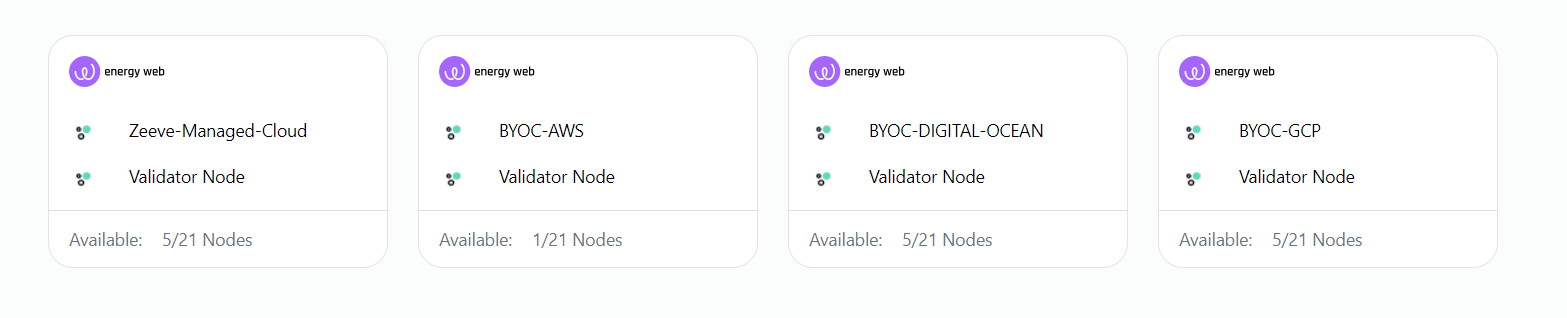 energy web
Zeeve-Managed-Cloud
Validator Node
Available: 5/21 Nodes
energy web
BYOC-AWS
Validator Node
Available: 1/21 Nodes
energy web
BYOC-DIGITAL-OCEAN
Validator Node
Available: 5/21 Nodes
energy web
BYOC-GCP
Validator Node
Available: 5/21 Nodes